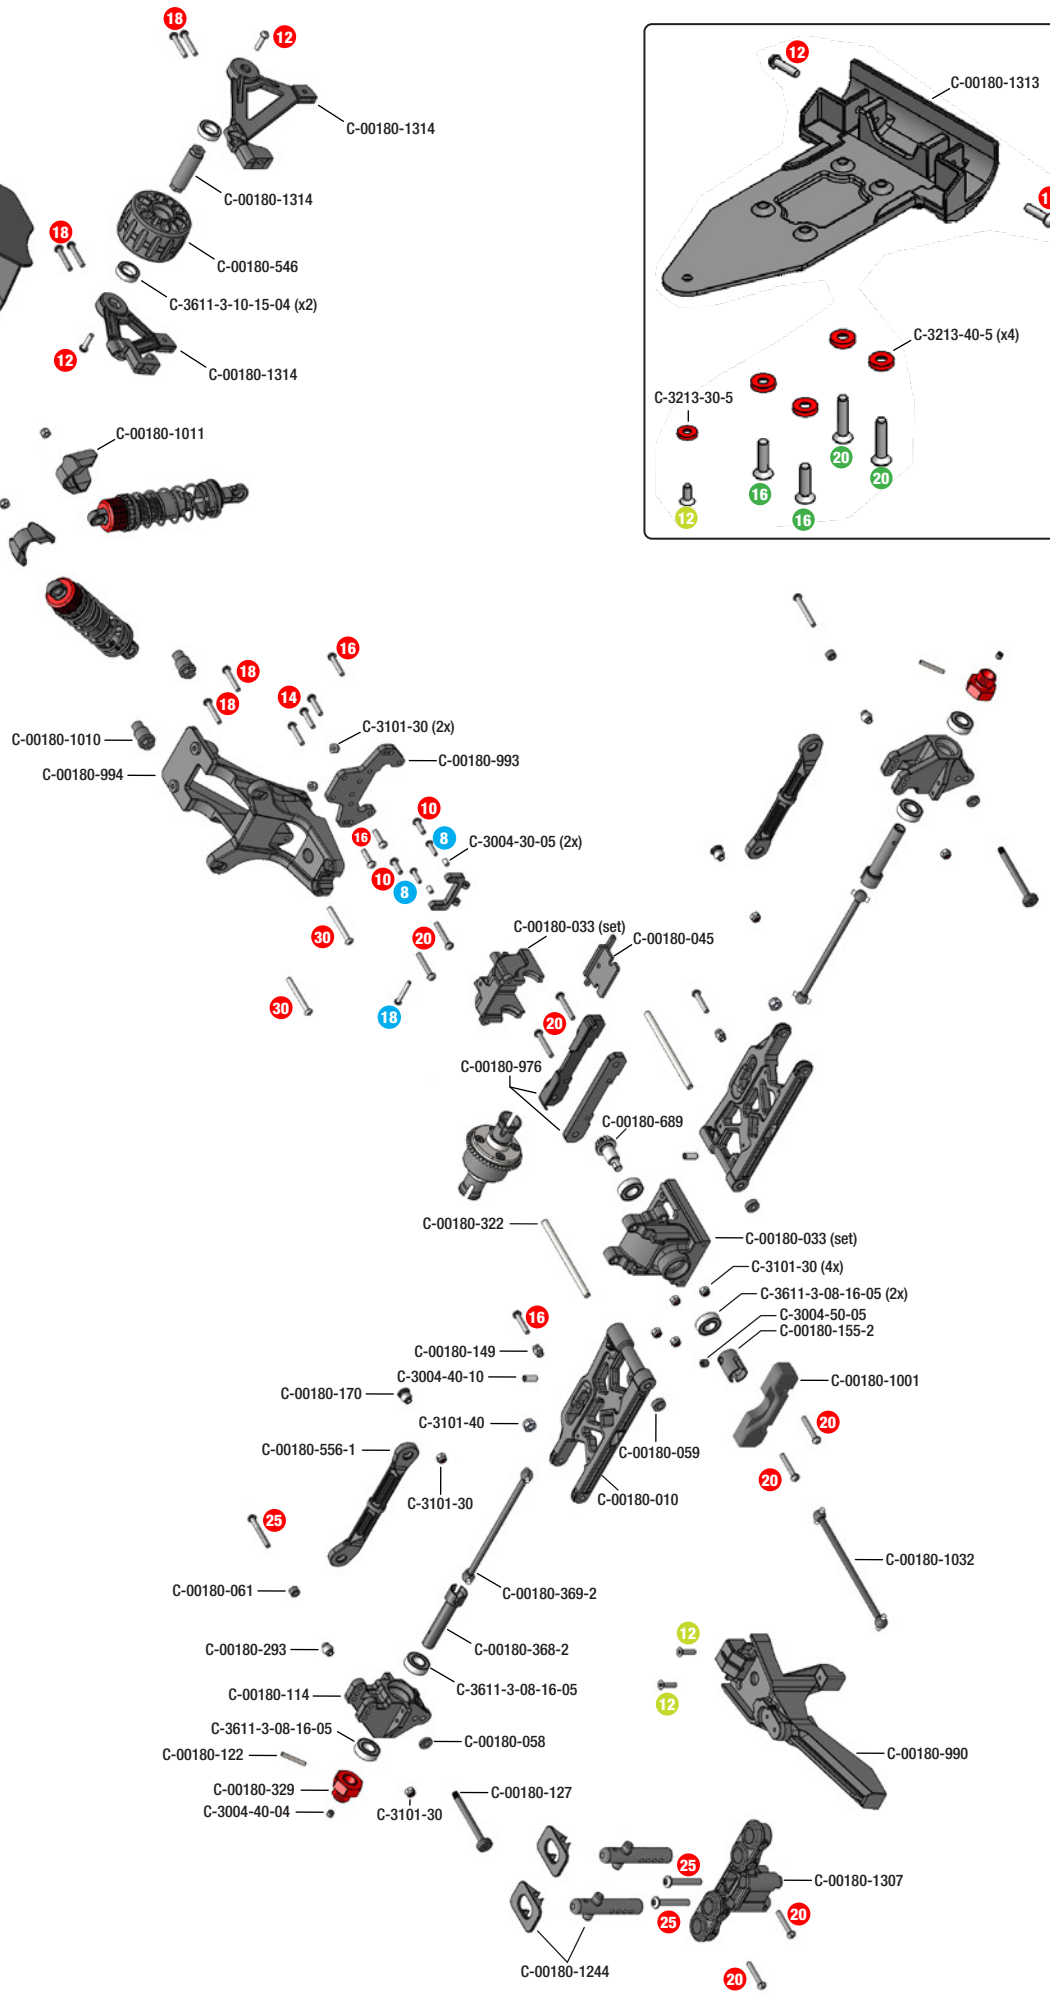 18
12
C-00180-1314
C-00180-1314
18
C-00180-546
C-3611-3-10-15-04 (x2)
12
C-00180-1314
12
C-00180-1313
C-3213-40-5 (x4)
C-3213-30-5
20
20
16
16
12
C-00180-1011
16
18
18
14
C-3101-30 (2x)
C-00180-1010
C-00180-994
C-00180-993
10
16
8
C-3004-30-05 (2x)
10
8
30
20
30
18
C-00180-033 (set)
C-00180-045
20
C-00180-976
C-00180-689
C-00180-322
C-00180-033 (set)
C-3101-30 (4x)
C-3611-3-08-16-05 (2x)
C-3004-50-05
C-00180-155-2
16
C-00180-149
C-3004-40-10
C-00180-170
C-3101-40
C-00180-1001
20
20
C-00180-556-1
C-00180-059
C-3101-30
C-00180-010
25
C-00180-1032
C-00180-061
C-00180-369-2
C-00180-293
C-00180-368-2
C-00180-114
C-3611-3-08-16-05
C-3611-3-08-16-05
C-00180-058
C-00180-122
C-00180-329
C-3004-40-04
C-3101-30
C-00180-127
12
12
C-00180-990
25
25
C-00180-1307
20
20
C-00180-1244